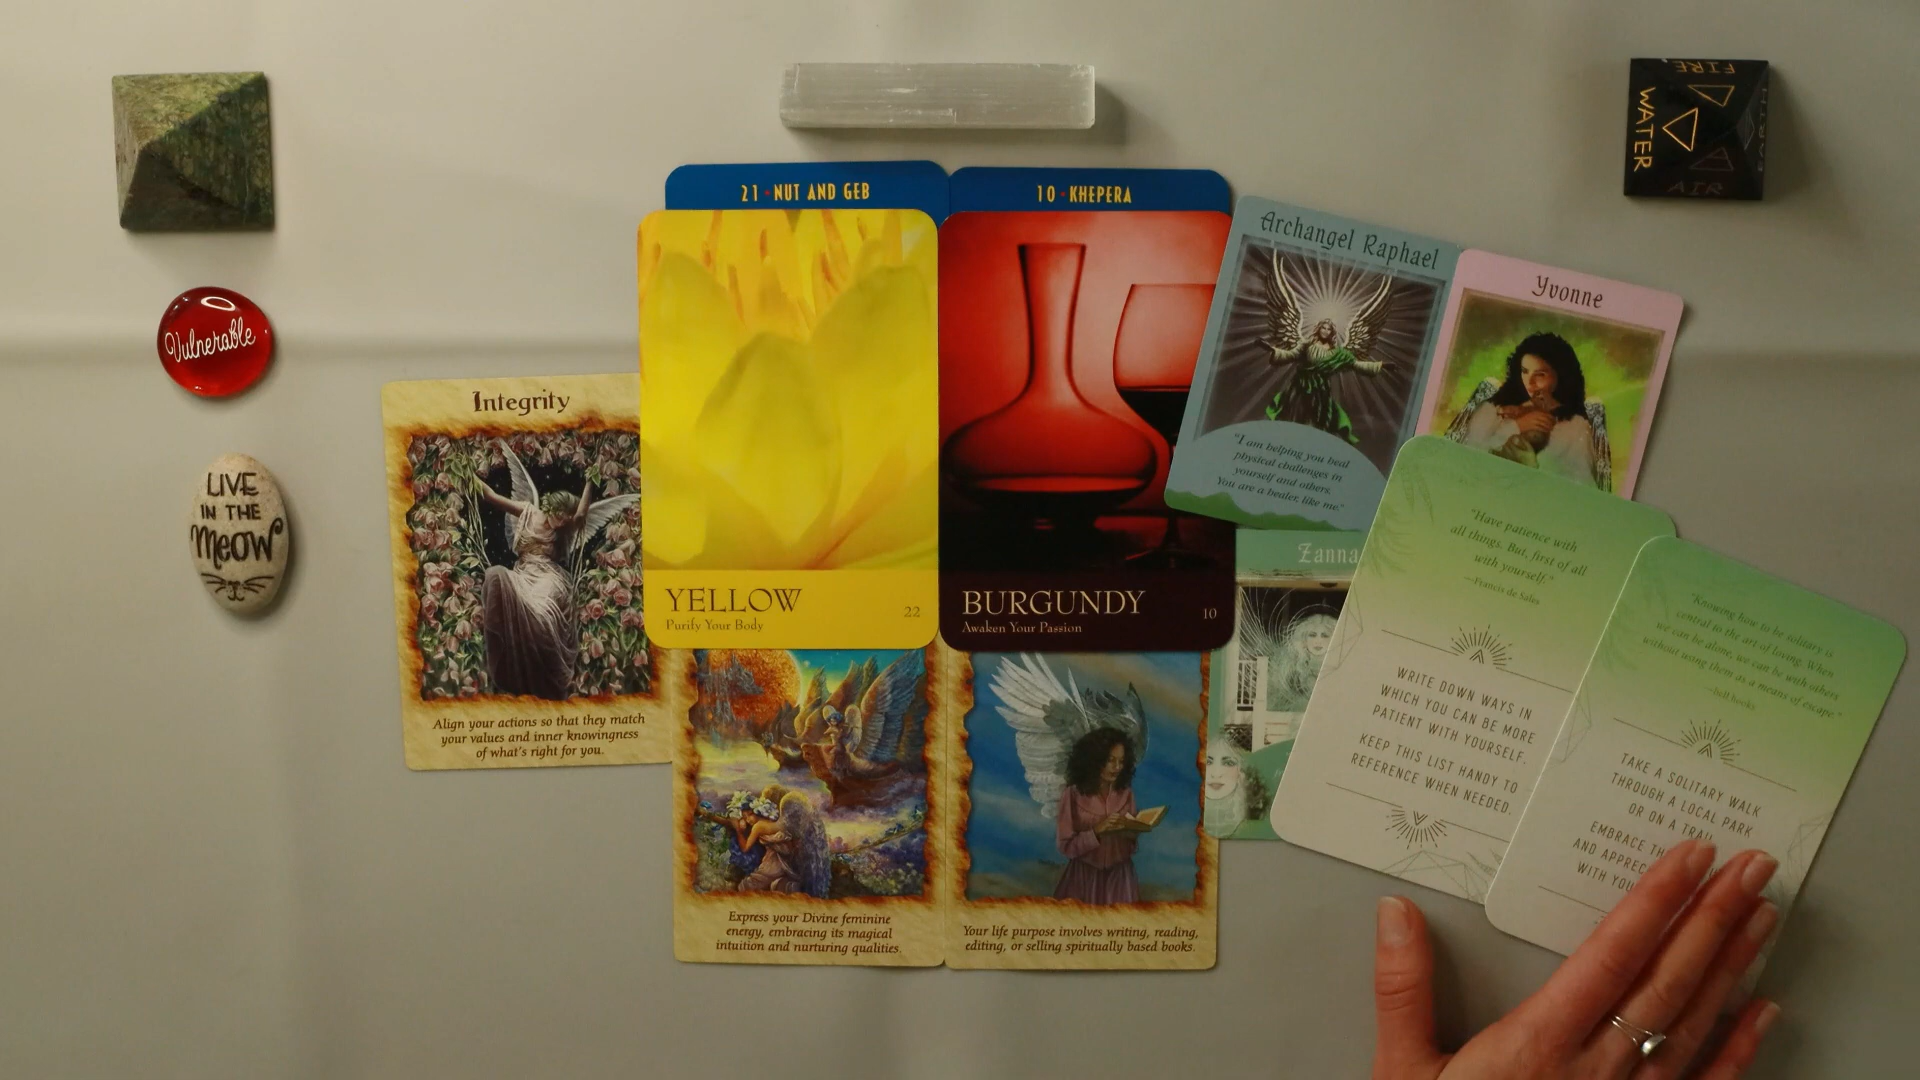 FIRE
WATER
EARTH
AIR
21 • NUT AND GEB
10 • KHEPERA
Vulnerable
LIVE
IN THE
Meow
Integrity
Align your actions so that they match
your values and inner knowingness
of what's right for you.
YELLOW
Purify Your Body
22
BURGUNDY
Awaken Your Passion
10
Express your Divine feminine
energy, embracing its magical
intuition and nurturing qualities.
Your life purpose involves writing, reading,
editing, or selling spiritually based books.
Archangel Raphael
"I am helping you heal
physical challenges in
yourself and others.
You are a healer, like me."
Yvonne
Zanna
"Have patience with
all things. But, first of all
with yourself."
—Francis de Sales
WRITE DOWN WAYS IN
WHICH YOU CAN BE MORE
PATIENT WITH YOURSELF.
KEEP THIS LIST HANDY TO
REFERENCE WHEN NEEDED.
"Knowing how to be solitary is
central to the art of loving. When
we can be alone, we can be with others
without using them as a means of escape."
—bell hooks
TAKE A SOLITARY WALK
THROUGH A LOCAL PARK
OR ON A TRAIL
EMBRACE TH
AND APPREC
WITH YOU